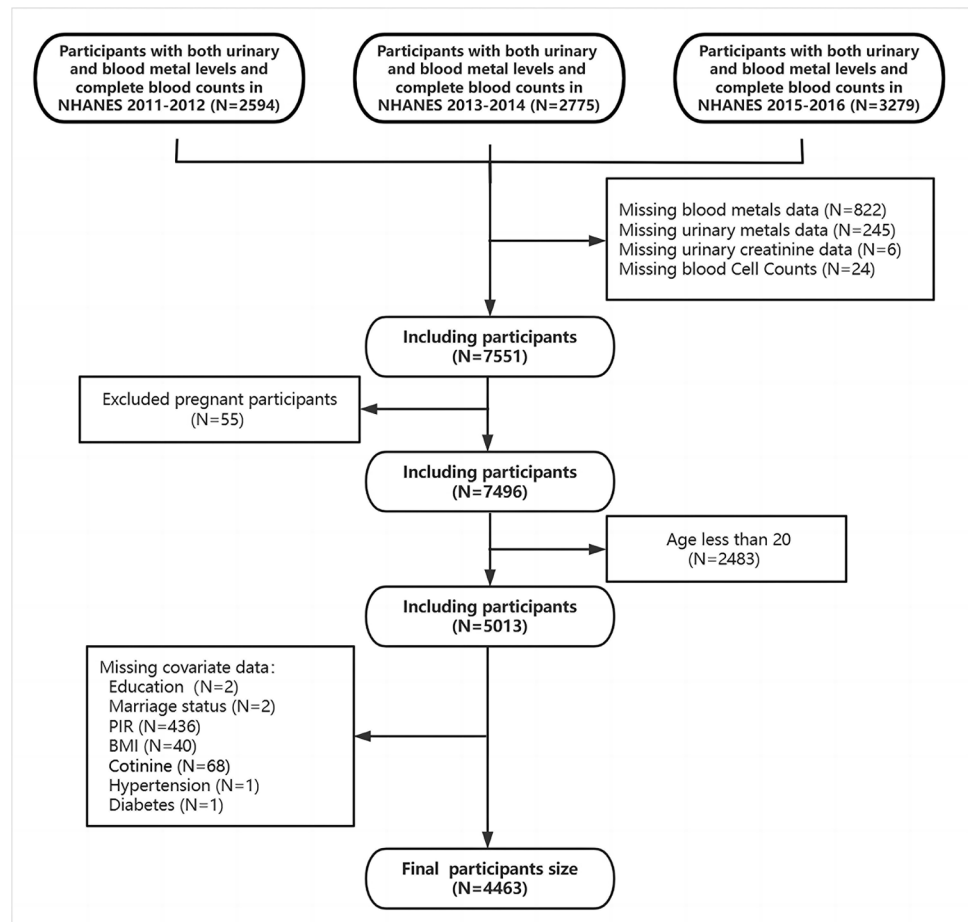 Participants with both urinary
and blood metal levels and
complete blood counts in
NHANES 2011-2012 (N=2594)
Participants with both urinary
and blood metal levels and
complete blood counts in
NHANES 2013-2014 (N=2775)
Participants with both urinary
and blood metal levels and
complete blood counts in
NHANES 2015-2016 (N=3279)
Missing blood metals data (N=822)
Missing urinary metals data (N=245)
Missing urinary creatinine data (N=6)
Missing blood Cell Counts (N=24)
Including participants
(N=7551)
Excluded pregnant participants
(N=55)
Including participants
(N=7496)
Age less than 20
(N=2483)
Including participants
(N=5013)
Missing covariate data:
Education (N=2)
Marriage status (N=2)
PIR (N=436)
BMI (N=40)
Cotinine (N=68)
Hypertension (N=1)
Diabetes (N=1)
Final participants size
(N=4463)